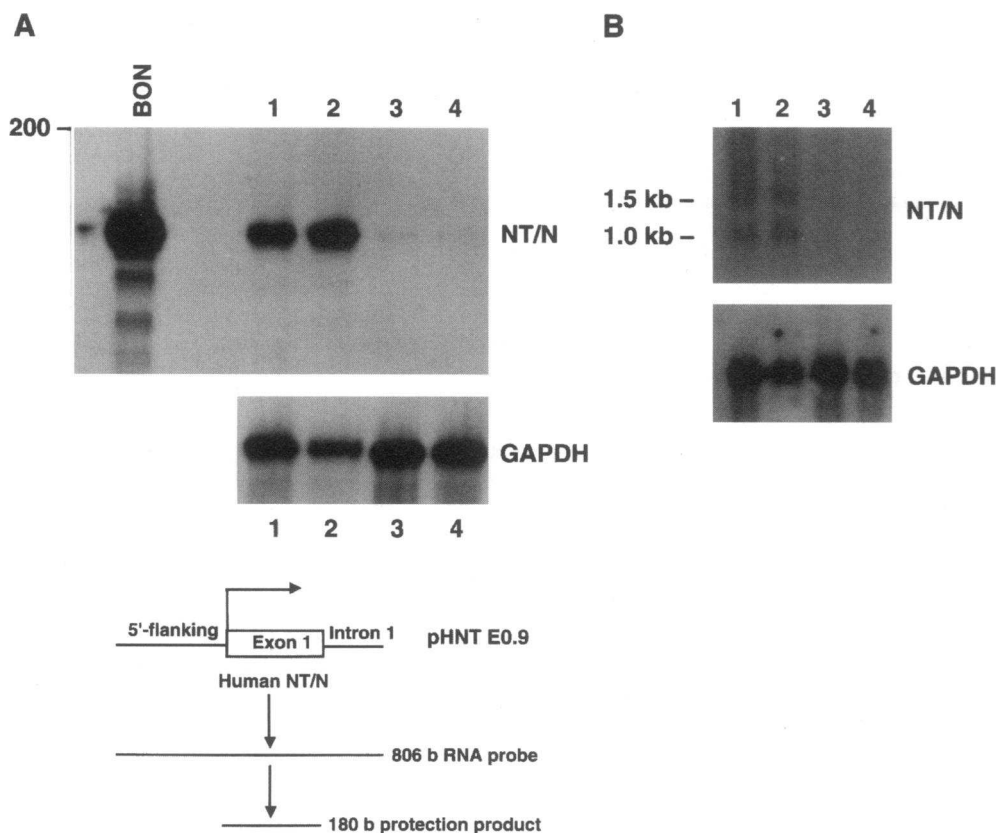 A
BON
1 2 3 4
200
NT/N
GAPDH
1 2 3 4
5'-flanking
Exon 1
Intron 1
pHNT E0.9
Human NT/N
806 b RNA probe
180 b protection product
B
1 2 3 4
1.5 kb
1.0 kb
NT/N
GAPDH